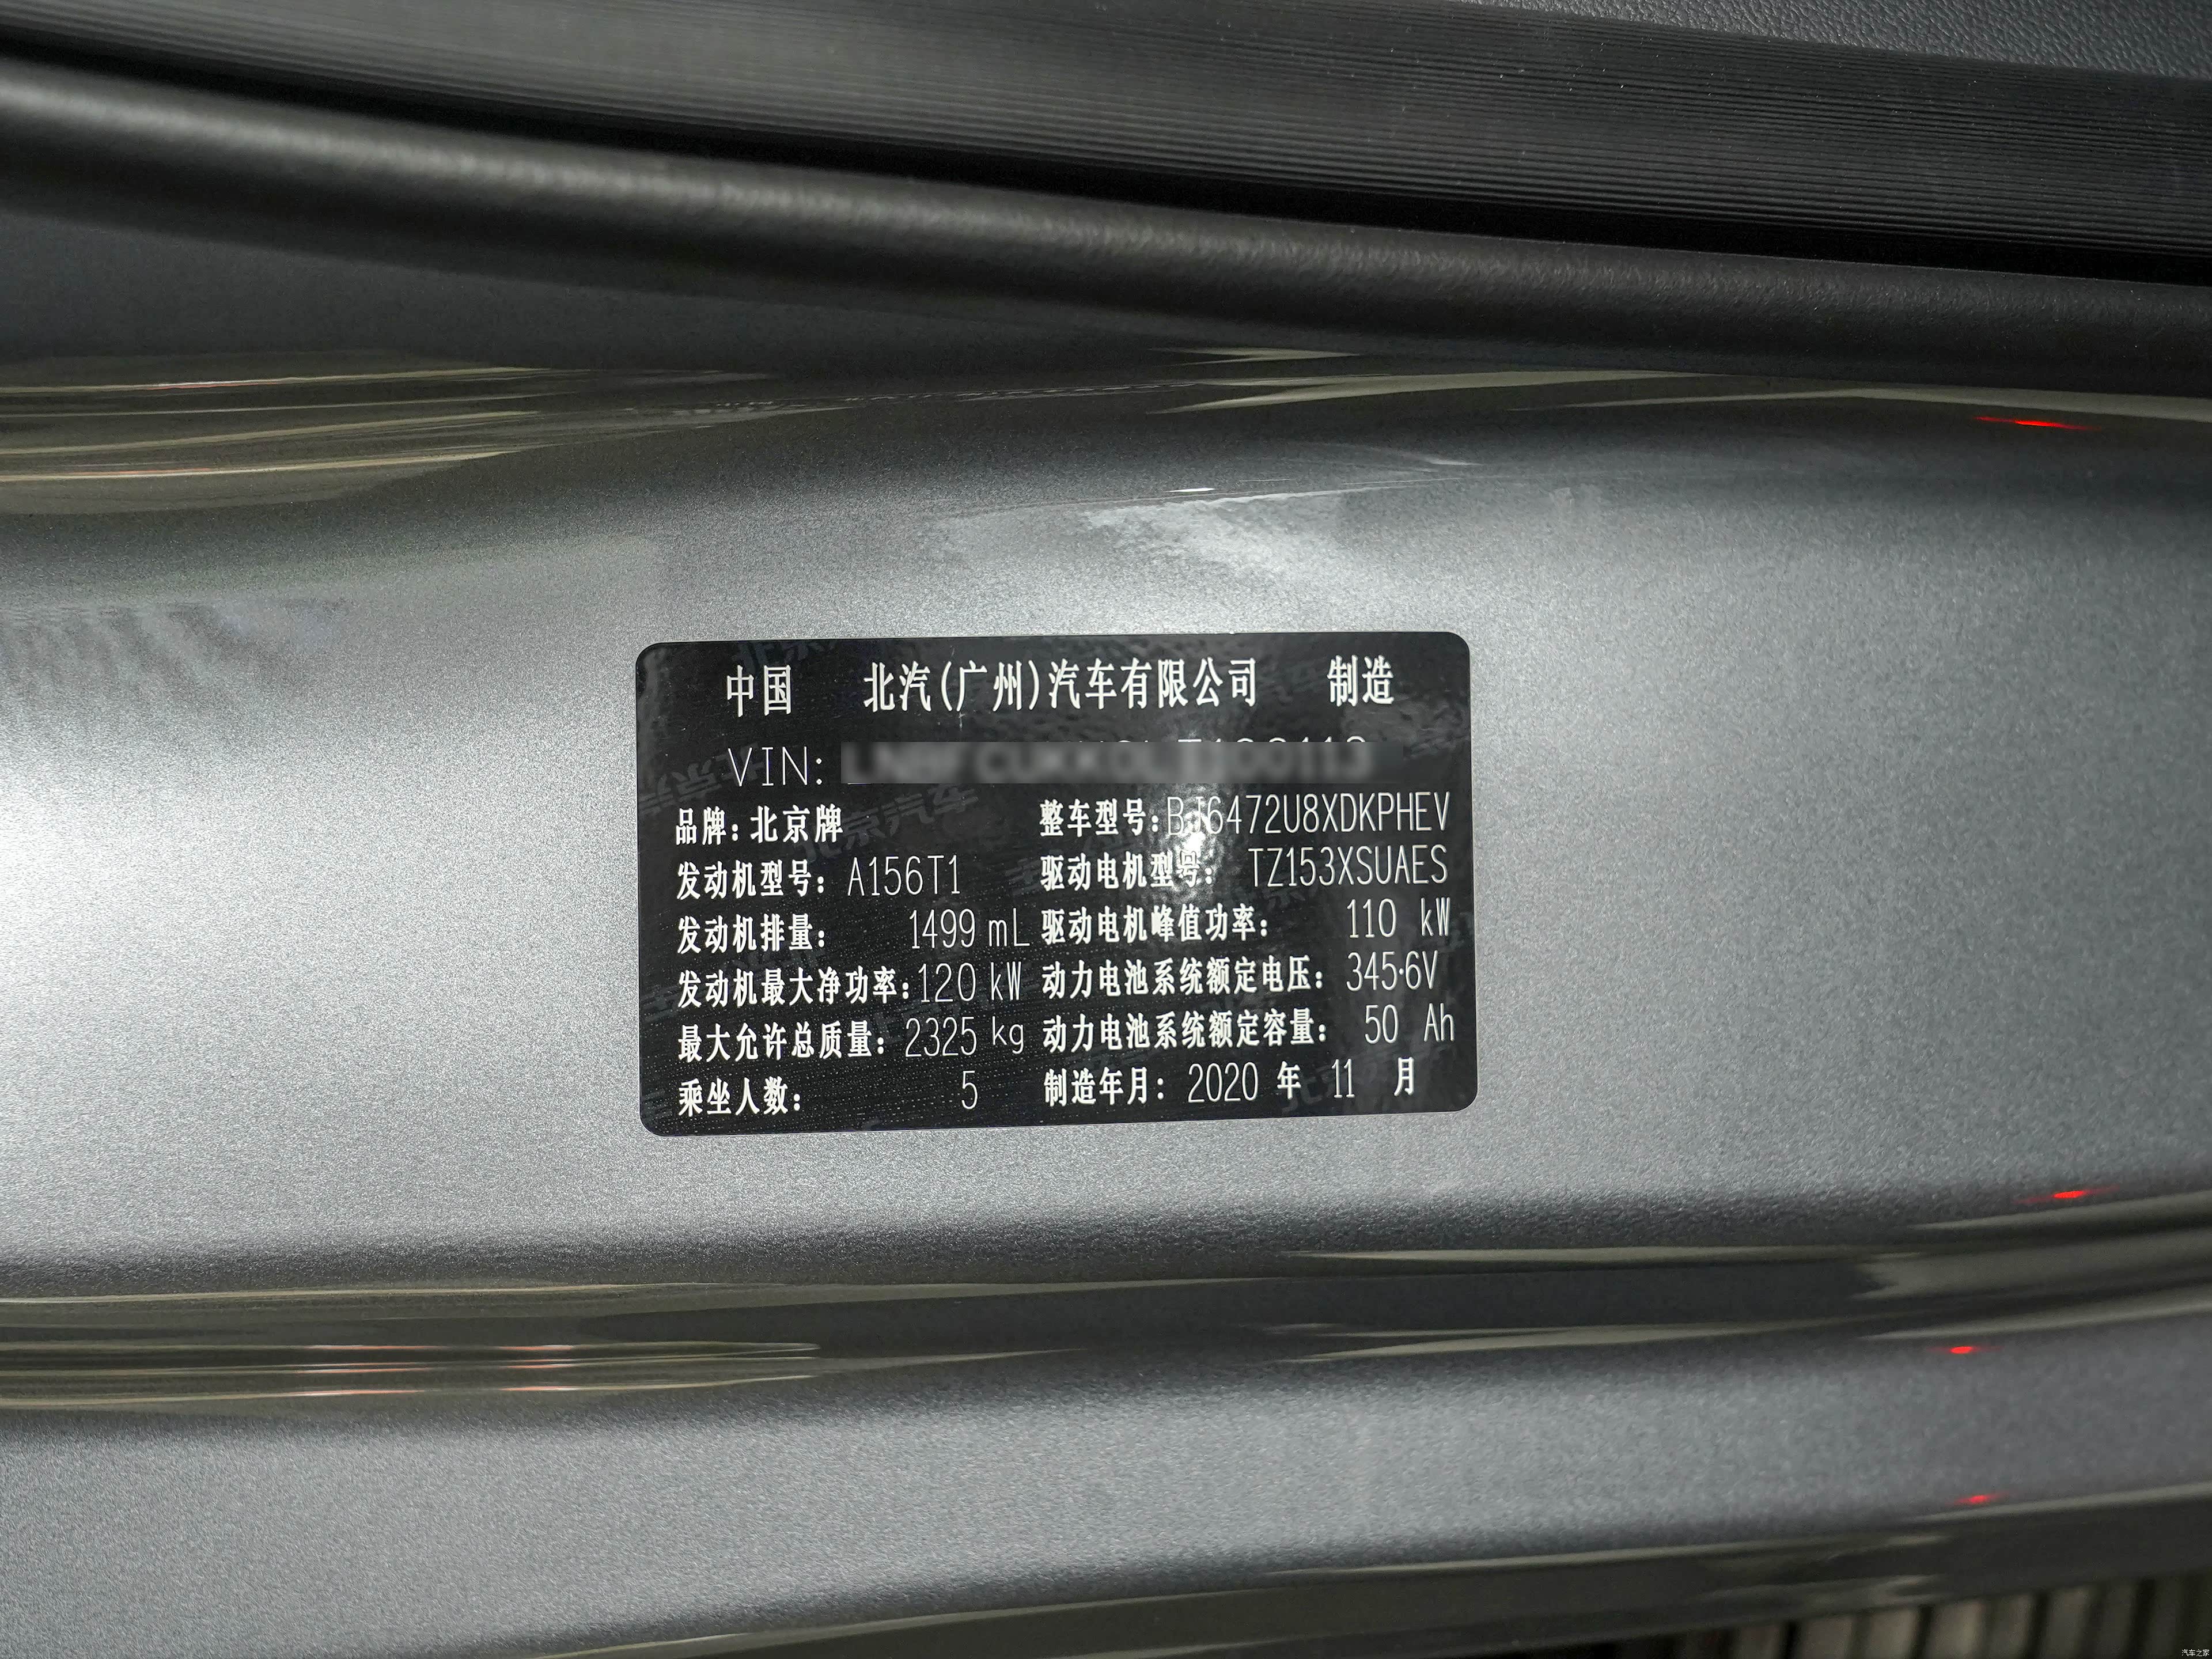 中国 北汽(广州)汽车有限公司 制造
VIN:
品牌:北京牌 整车型号:BJ6472U8XDKPHEV
发动机型号: A156T1 驱动电机型号: TZ153XSUAES
发动机排量: 1499 mL 驱动电机峰值功率: 110 kW
发动机最大净功率:120 kW 动力电池系统额定电压: 345·6V
最大允许总质量: 2325 kg 动力电池系统额定容量: 50 Ah
乘坐人数: 5 制造年月: 2020 年 11 月
汽车之家